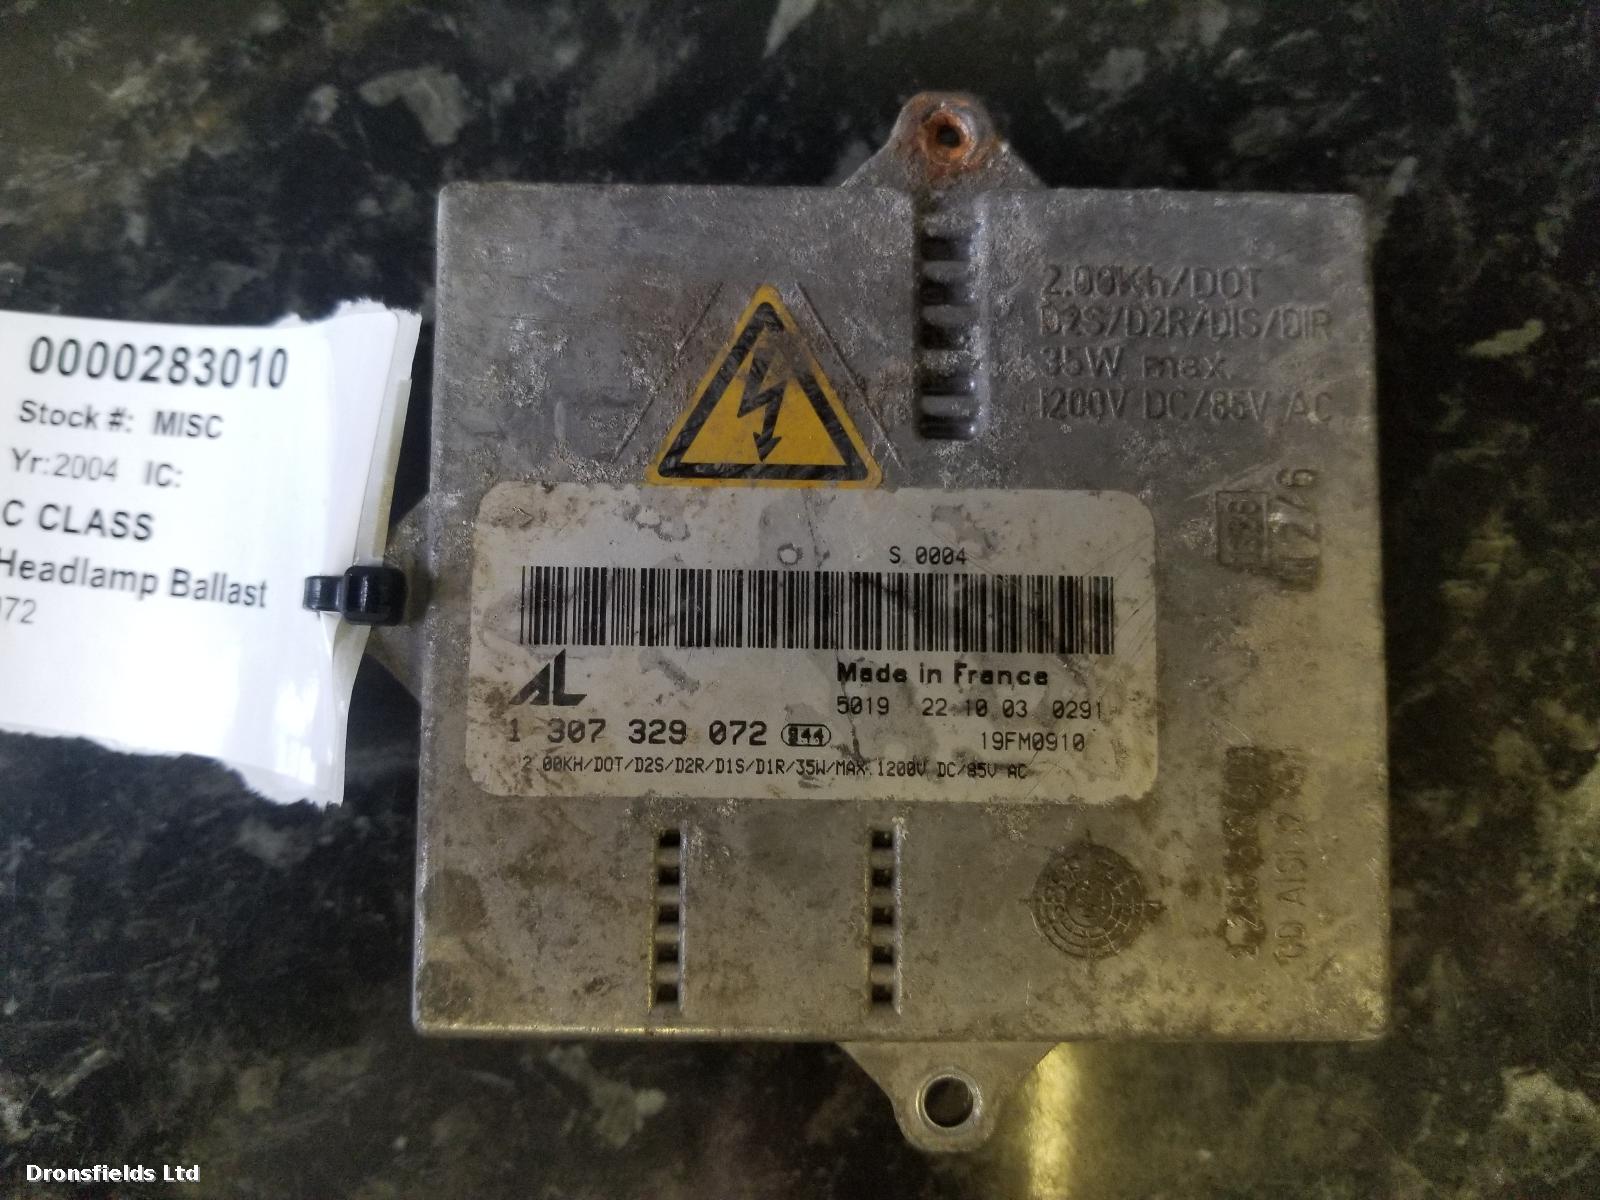 0000283010
Stock #: MISC
Yr:2004 IC:
C CLASS
Headlamp Ballast
072
2.00Kh/DOT
D2S/D2R/D1S/D1R
35W max.
1200V DC/85V AC
S 0004
AL
Made in France
5019 22 10 03 0291
1 307 329 072 944
19FM0910
2.00KH/DOT/D2S/D2R/D1S/D1R/35W/MAX.1200V DC/85V AC
Dronsfields Ltd